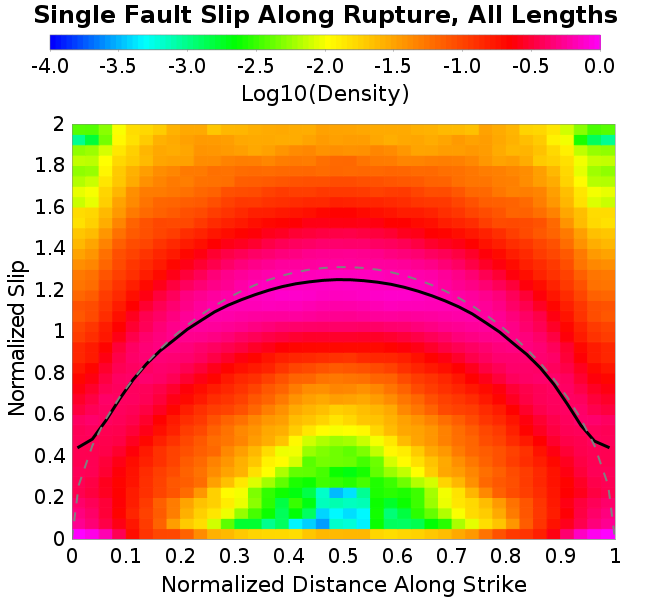 Single Fault Slip Along Rupture, All Lengths
-4.0 -3.5 -3.0 -2.5 -2.0 -1.5 -1.0 -0.5 0.0
Log10(Density)
2
1.8
1.6
1.4
1.2
1
0.8
0.6
0.4
0.2
0
Normalized Slip
0 0.1 0.2 0.3 0.4 0.5 0.6 0.7 0.8 0.9 1
Normalized Distance Along Strike